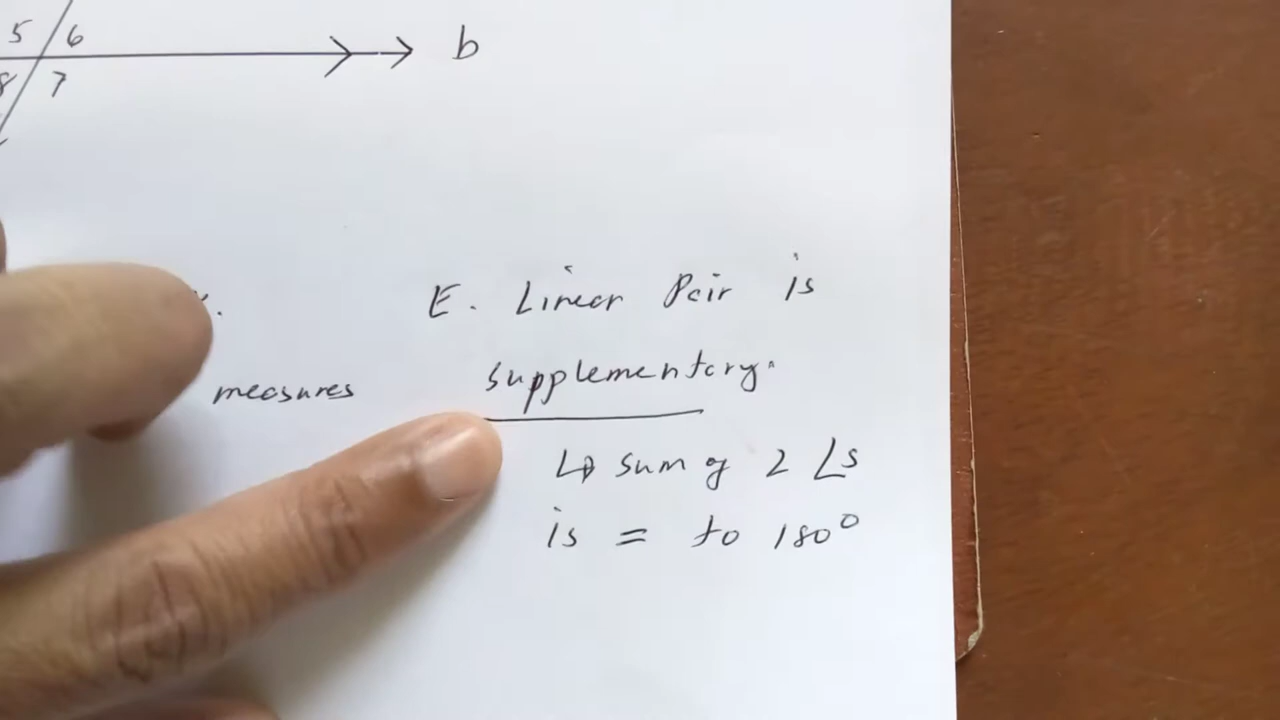 5 6
b
8 7
E. Linear Pair is
measures
supplementary.
↳ sum of 2 ∠s
is = to 180°